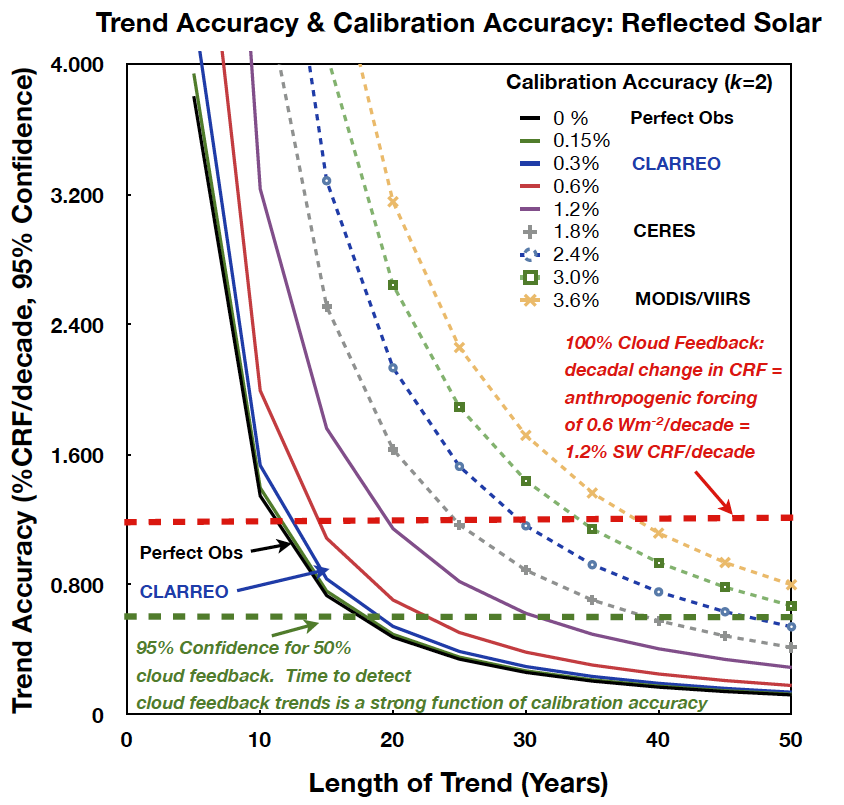 Trend Accuracy & Calibration Accuracy: Reflected Solar
Trend Accuracy (%CRF/decade, 95% Confidence)
4.000
3.200
2.400
1.600
0.800
0
Calibration Accuracy (k=2)
0 % Perfect Obs
0.15%
0.3% CLARREO
0.6%
1.2%
1.8% CERES
2.4%
3.0%
3.6% MODIS/VIIRS
100% Cloud Feedback:
decadal change in CRF =
anthropogenic forcing
of 0.6 Wm⁻²/decade =
1.2% SW CRF/decade
Perfect Obs
CLARREO
95% Confidence for 50%
cloud feedback. Time to detect
cloud feedback trends is a strong function of calibration accuracy
0 10 20 30 40 50
Length of Trend (Years)